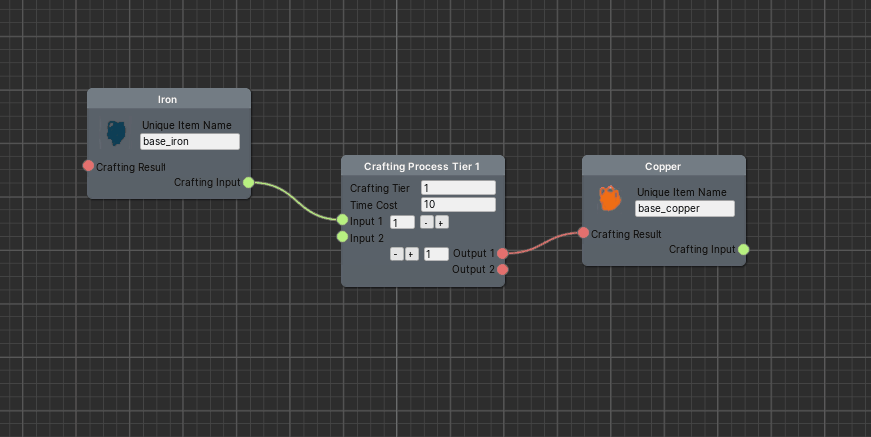 Iron
Unique Item Name
base_iron
Crafting Result
Crafting Input
Crafting Process Tier 1
Crafting Tier 1
Time Cost 10
Input 1 1 - +
Input 2
- + 1 Output 1
Output 2
Copper
Unique Item Name
base_copper
Crafting Result
Crafting Input